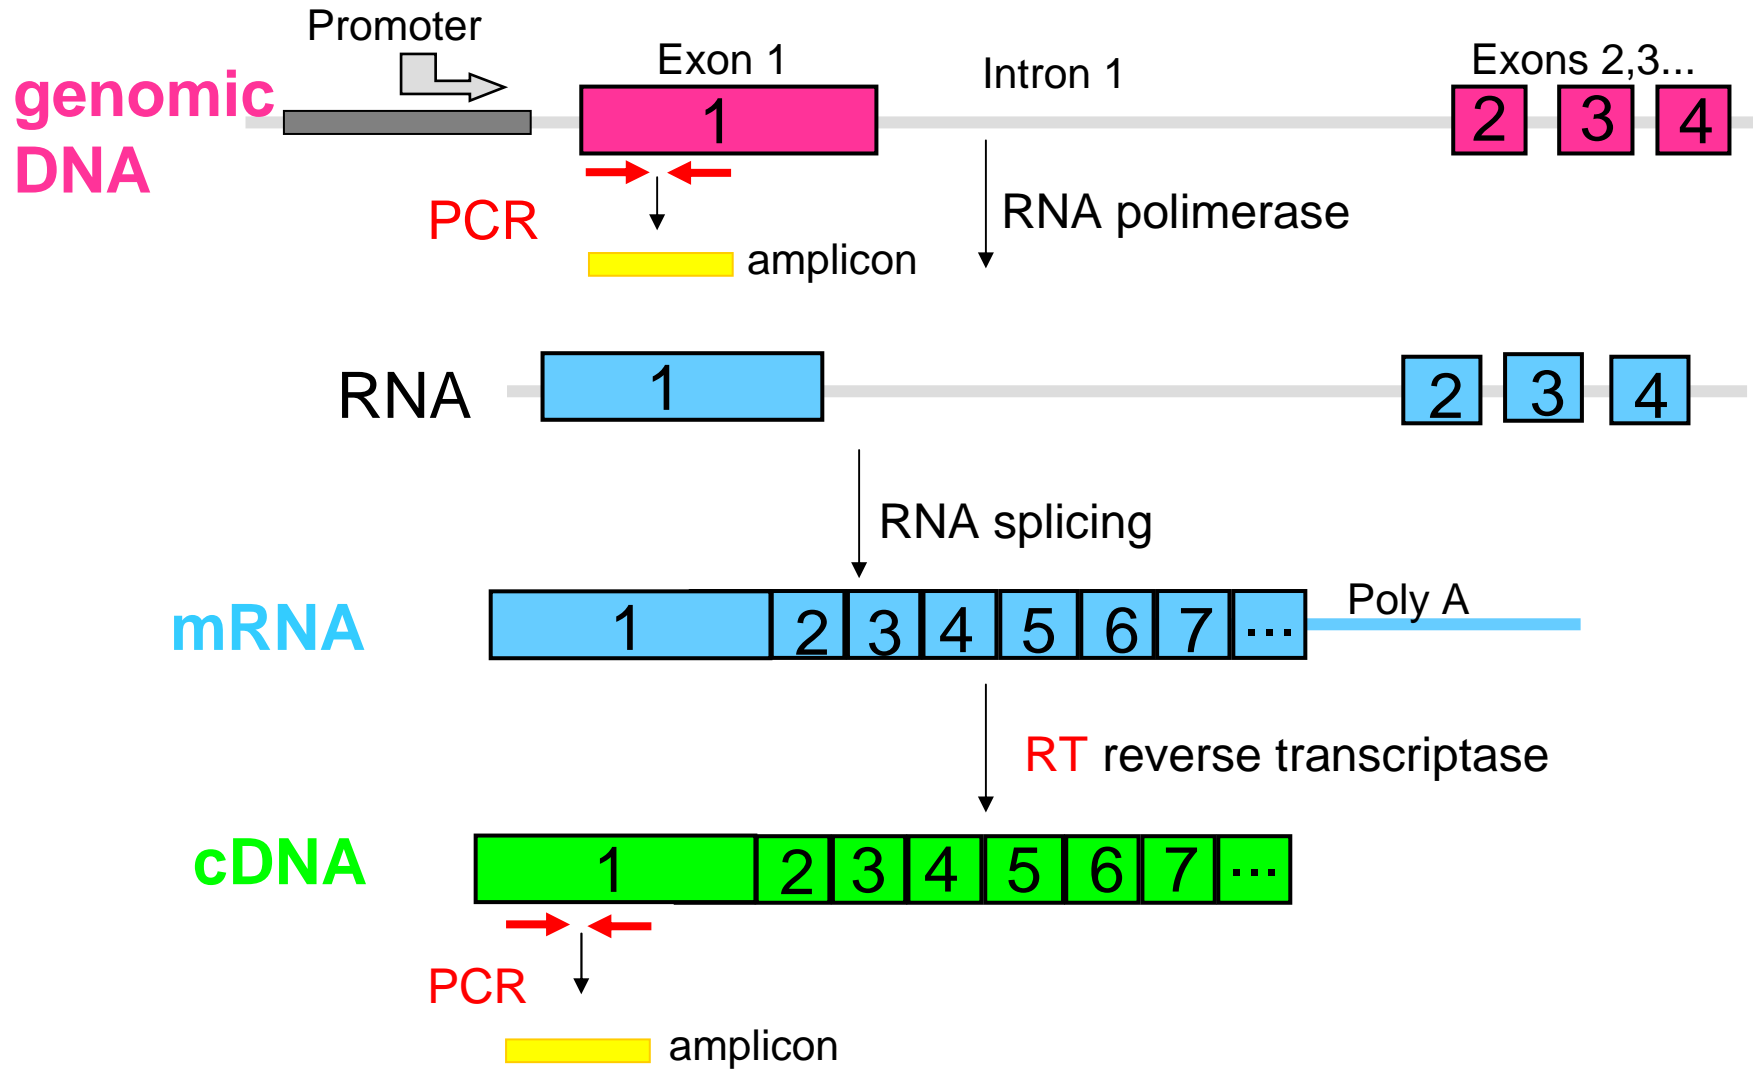 Promoter
Exon 1
Intron 1
Exons 2,3...
genomic
DNA
1
2
3
4
PCR
RNA polimerase
amplicon
RNA
1
2
3
4
RNA splicing
mRNA
1
2
3
4
5
6
7
...
Poly A
RT reverse transcriptase
cDNA
1
2
3
4
5
6
7
...
PCR
amplicon